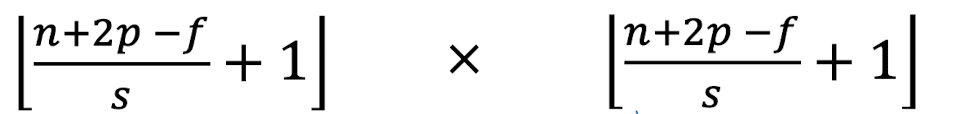 ⌊(n+2p −f)/s + 1⌋ × ⌊(n+2p −f)/s + 1⌋